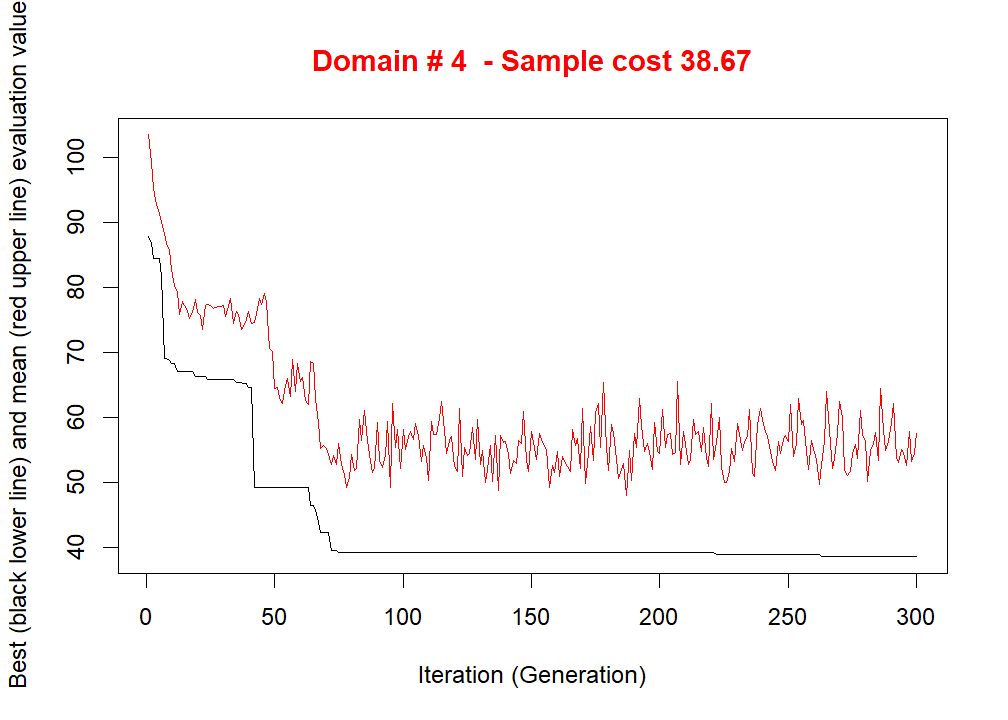 Domain # 4  - Sample cost 38.67
Best (black lower line) and mean (red upper line) evaluation value
100
90
80
70
60
50
40
0 50 100 150 200 250 300
Iteration (Generation)